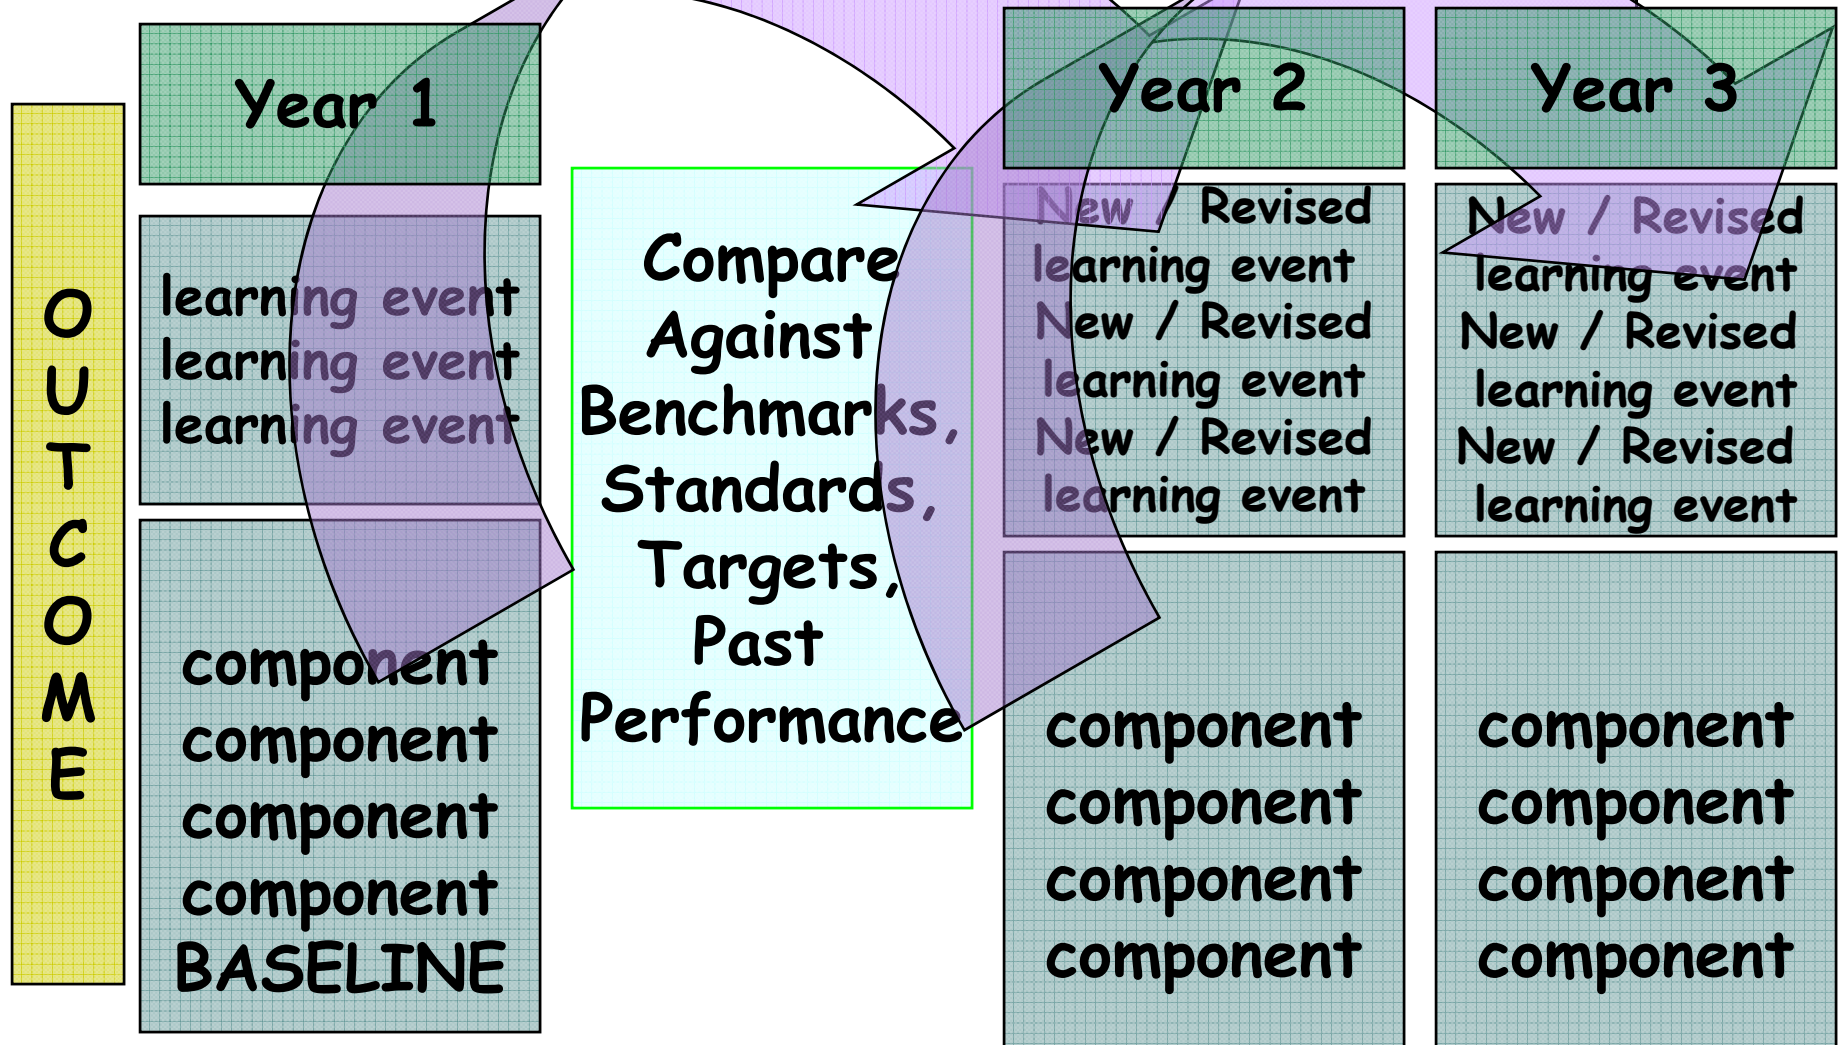 OUTCOME
Year 1
learning event
learning event
learning event
component
component
component
component
BASELINE
Compare
Against
Benchmarks,
Standards,
Targets,
Past
Performance
Year 2
New / Revised
learning event
New / Revised
learning event
New / Revised
learning event
component
component
component
component
Year 3
New / Revised
learning event
New / Revised
learning event
New / Revised
learning event
component
component
component
component